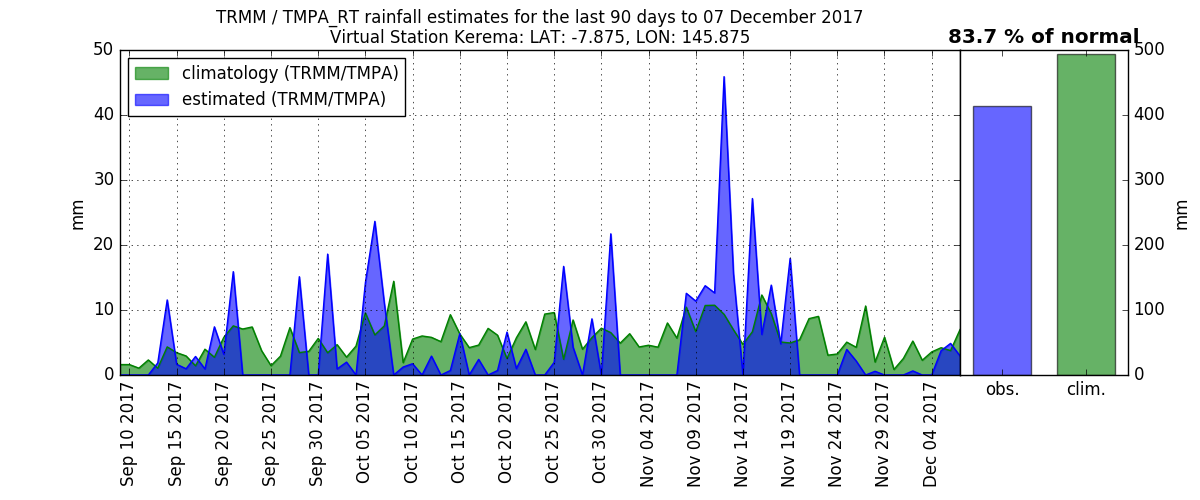 TRMM / TMPA_RT rainfall estimates for the last 90 days to 07 December 2017
Virtual Station Kerema: LAT: -7.875, LON: 145.875
83.7 % of normal
climatology (TRMM/TMPA)
estimated (TRMM/TMPA)
50
40
30
20
10
0
mm
500
400
300
200
100
0
mm
Sep 10 2017
Sep 15 2017
Sep 20 2017
Sep 25 2017
Sep 30 2017
Oct 05 2017
Oct 10 2017
Oct 15 2017
Oct 20 2017
Oct 25 2017
Oct 30 2017
Nov 04 2017
Nov 09 2017
Nov 14 2017
Nov 19 2017
Nov 24 2017
Nov 29 2017
Dec 04 2017
obs.
clim.